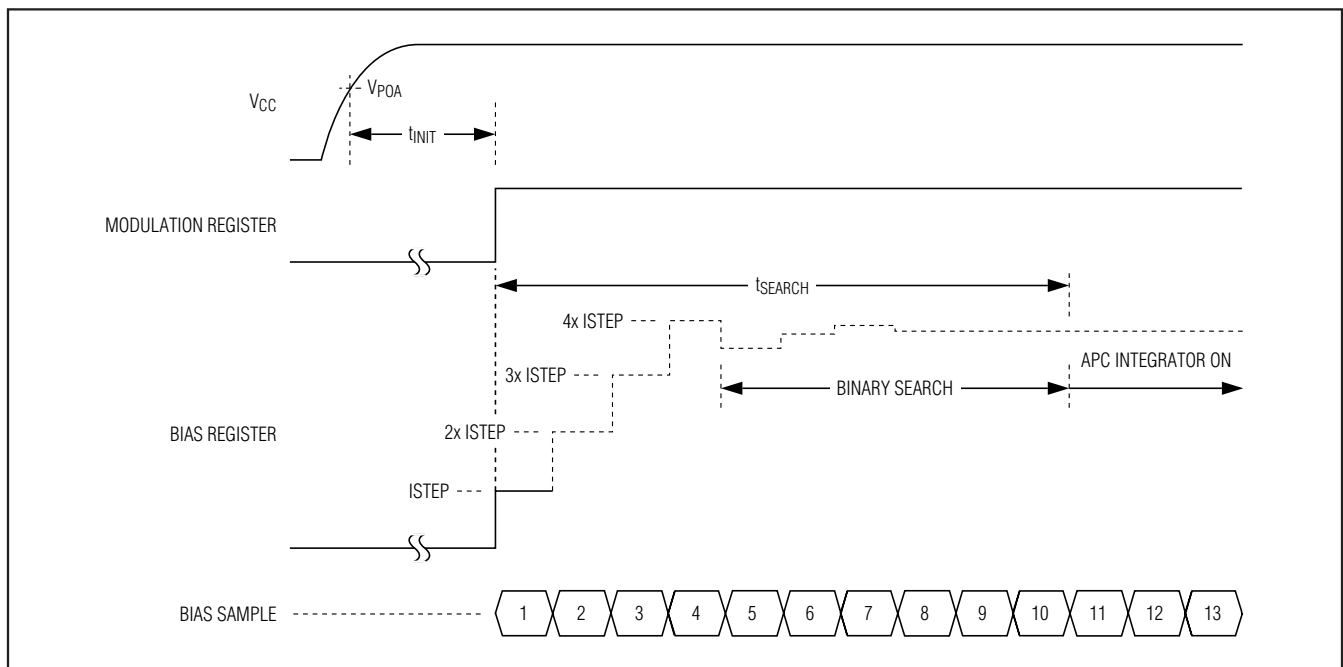 VCC
VPOA
tINIT
MODULATION REGISTER
tSEARCH
4x ISTEP
3x ISTEP
APC INTEGRATOR ON
BINARY SEARCH
2x ISTEP
BIAS REGISTER
ISTEP
BIAS SAMPLE
1 2 3 4 5 6 7 8 9 10 11 12 13